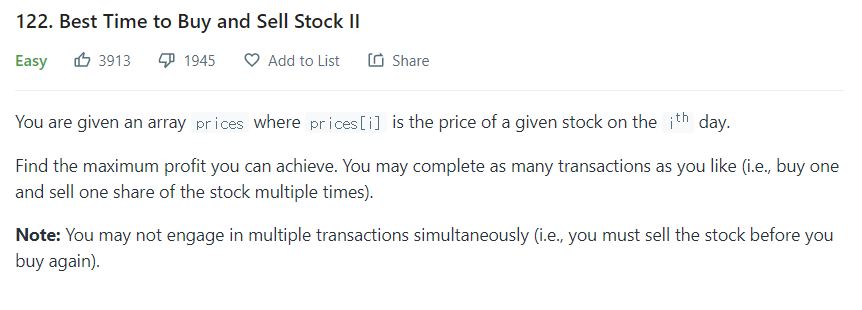 122. Best Time to Buy and Sell Stock II
Easy 3913 1945 Add to List Share
You are given an array prices where prices[i] is the price of a given stock on the ith day.
Find the maximum profit you can achieve. You may complete as many transactions as you like (i.e., buy one
and sell one share of the stock multiple times).
Note: You may not engage in multiple transactions simultaneously (i.e., you must sell the stock before you
buy again).